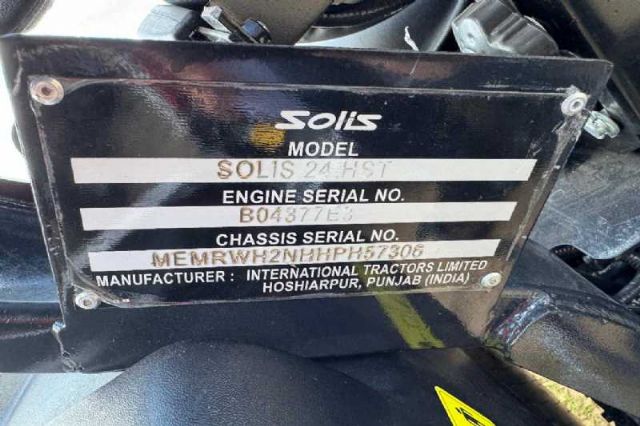 Solis
MODEL
SOLIS 24 HST
ENGINE SERIAL NO.
B04377E3
CHASSIS SERIAL NO.
MEMRWH2NHHPH57306
MANUFACTURER : INTERNATIONAL TRACTORS LIMITED
HOSHIARPUR, PUNJAB (INDIA)